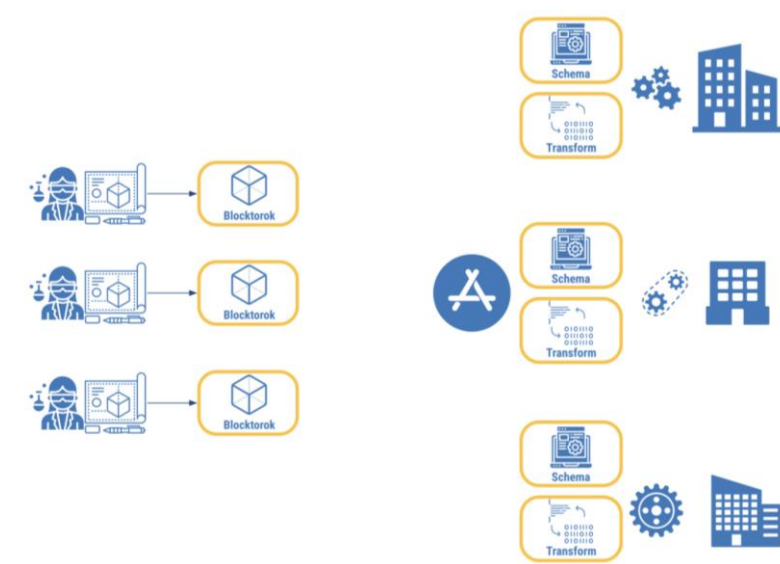 Schema
Transform
Blocktorok
Blocktorok
Schema
Transform
Blocktorok
Schema
Transform